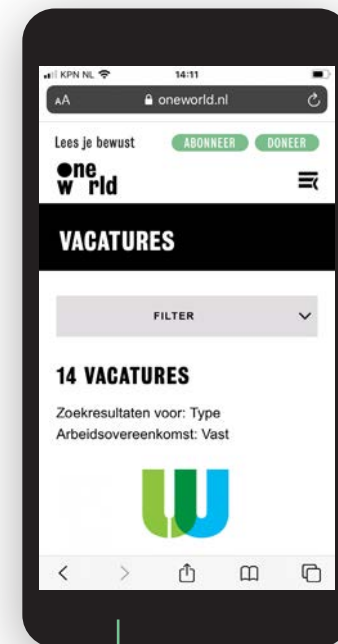 KPN NL 14:11
AA oneworld.nl
Lees je bewust ABONNEER DONEER
one
w rld
VACATURES
FILTER
14 VACATURES
Zoekresultaten voor: Type
Arbeidsovereenkomst: Vast